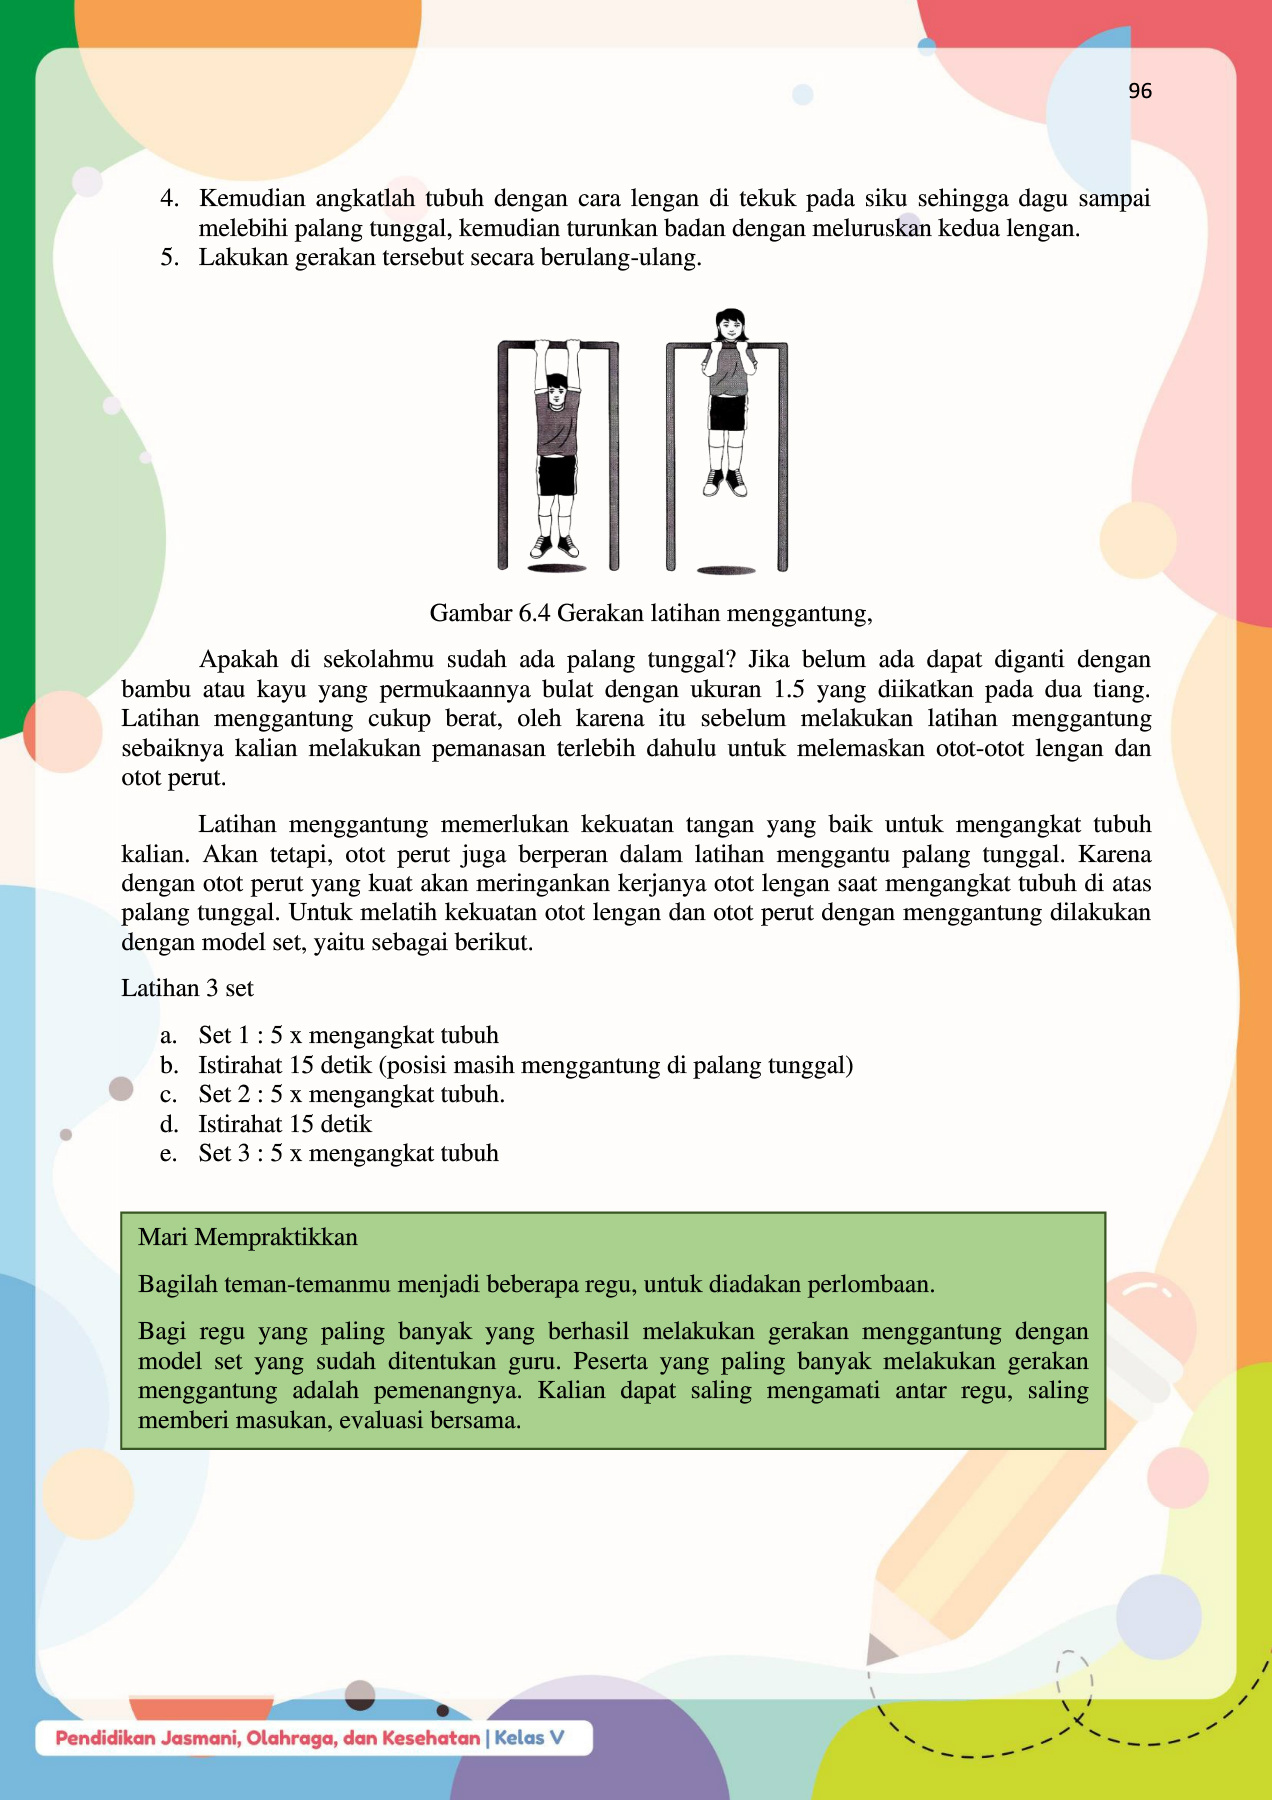 96
4. Kemudian angkatlah tubuh dengan cara lengan di tekuk pada siku sehingga dagu sampai
melebihi palang tunggal, kemudian turunkan badan dengan meluruskan kedua lengan.
5. Lakukan gerakan tersebut secara berulang-ulang.
Gambar 6.4 Gerakan latihan menggantung,
Apakah di sekolahmu sudah ada palang tunggal? Jika belum ada dapat diganti dengan
bambu atau kayu yang permukaannya bulat dengan ukuran 1.5 yang diikatkan pada dua tiang.
Latihan menggantung cukup berat, oleh karena itu sebelum melakukan latihan menggantung
sebaiknya kalian melakukan pemanasan terlebih dahulu untuk melemaskan otot-otot lengan dan
otot perut.
Latihan menggantung memerlukan kekuatan tangan yang baik untuk mengangkat tubuh
kalian. Akan tetapi, otot perut juga berperan dalam latihan menggantu palang tunggal. Karena
dengan otot perut yang kuat akan meringankan kerjanya otot lengan saat mengangkat tubuh di atas
palang tunggal. Untuk melatih kekuatan otot lengan dan otot perut dengan menggantung dilakukan
dengan model set, yaitu sebagai berikut.
Latihan 3 set
a. Set 1 : 5 x mengangkat tubuh
b. Istirahat 15 detik (posisi masih menggantung di palang tunggal)
c. Set 2 : 5 x mengangkat tubuh.
d. Istirahat 15 detik
e. Set 3 : 5 x mengangkat tubuh
Mari Mempraktikkan
Bagilah teman-temanmu menjadi beberapa regu, untuk diadakan perlombaan.
Bagi regu yang paling banyak yang berhasil melakukan gerakan menggantung dengan
model set yang sudah ditentukan guru. Peserta yang paling banyak melakukan gerakan
menggantung adalah pemenangnya. Kalian dapat saling mengamati antar regu, saling
memberi masukan, evaluasi bersama.
Pendidikan Jasmani, Olahraga, dan Kesehatan | Kelas V